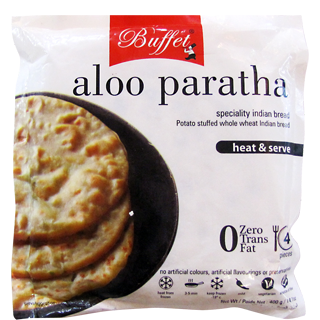 Buffet
aloo paratha
speciality indian bread
Potato stuffed whole wheat Indian bread
heat & serve
0 Zero Trans Fat
4
pieces
no artificial colours, artificial flavourings or
Net Wt / Poids Net 400 g